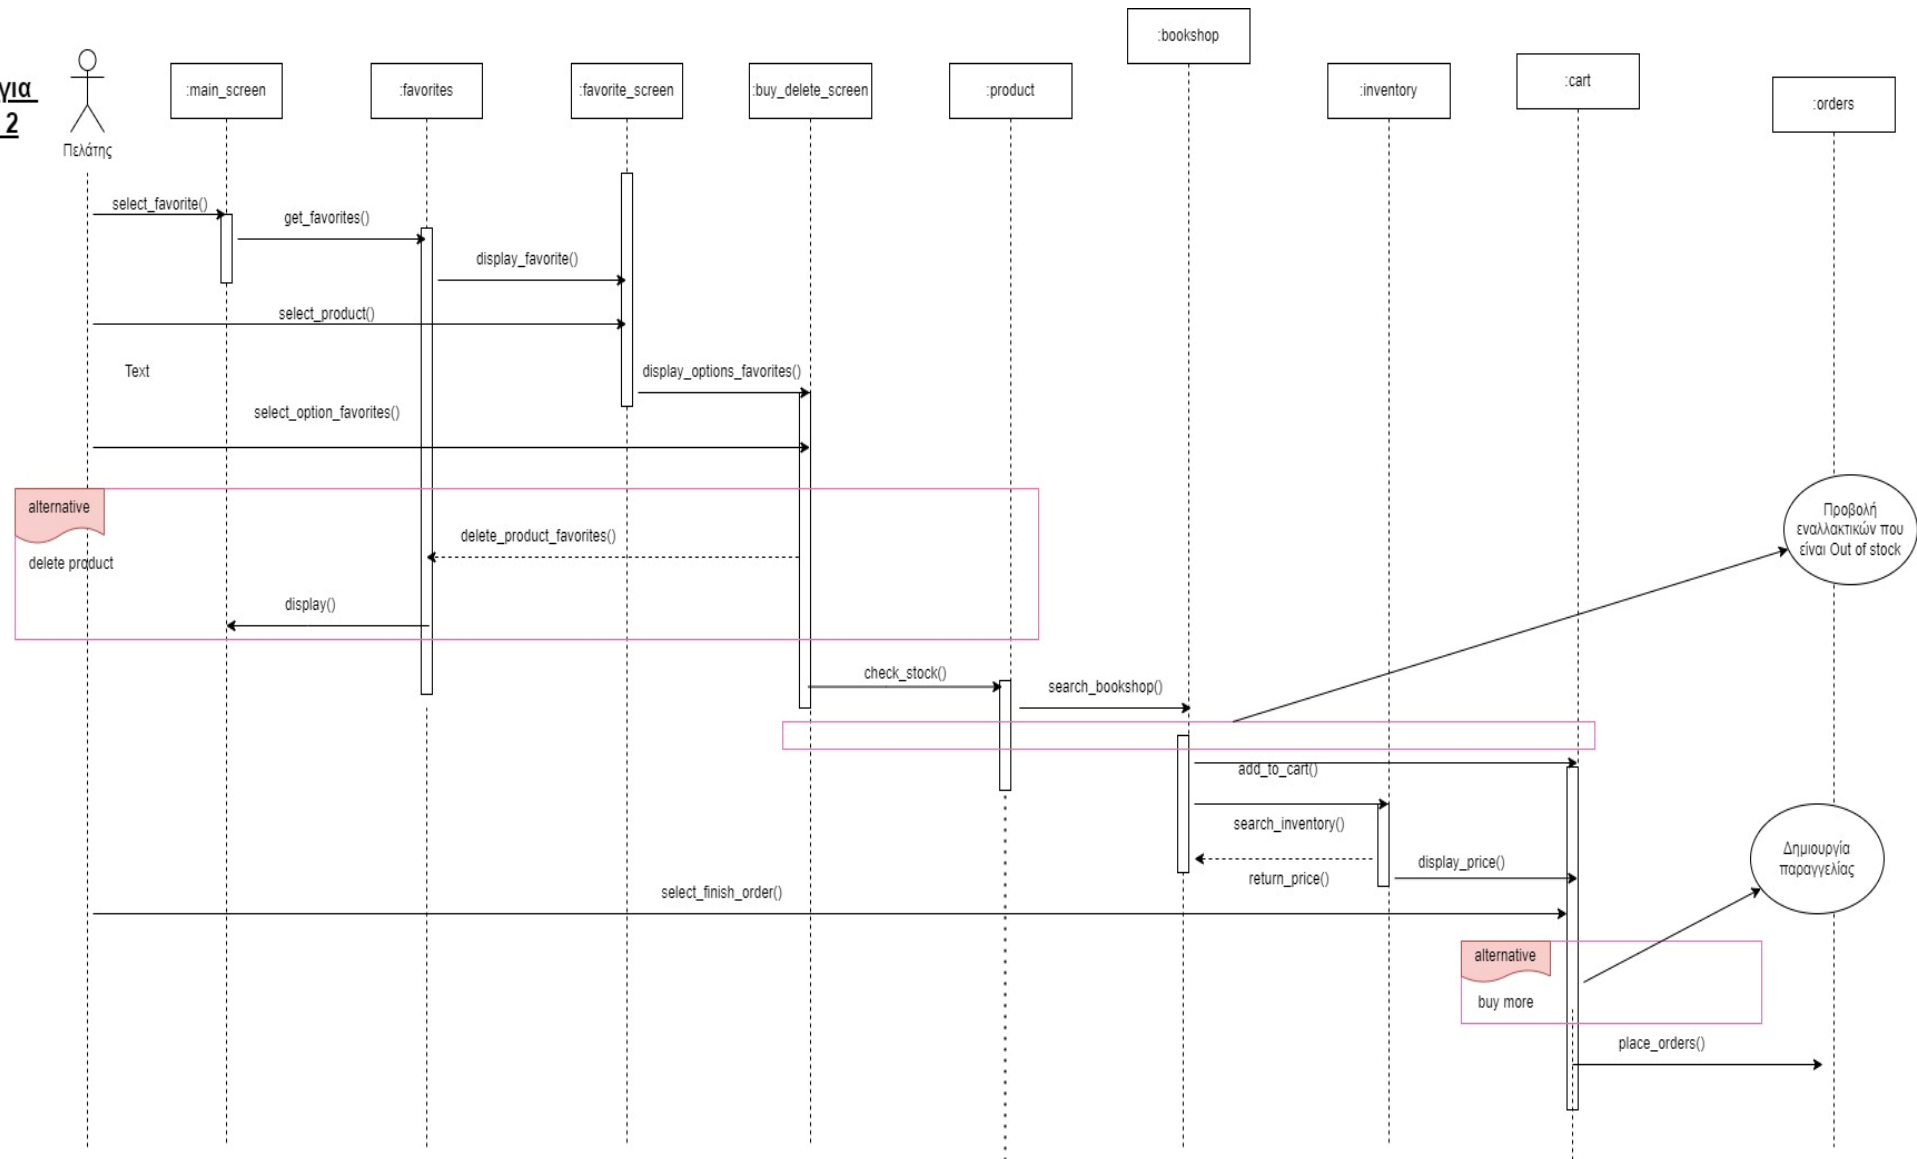 :bookshop
:main_screen
:favorites
:favorite_screen
:buy_delete_screen
:product
:inventory
:cart
:orders
για
2
Πελάτης
select_favorite()
get_favorites()
display_favorite()
select_product()
Text
display_options_favorites()
select_option_favorites()
alternative
delete product
delete_product_favorites()
display()
Προβολή
εναλλακτικών που
είναι Out of stock
check_stock()
search_bookshop()
add_to_cart()
search_inventory()
return_price()
display_price()
Δημιουργία
παραγγελίας
select_finish_order()
alternative
buy more
place_orders()